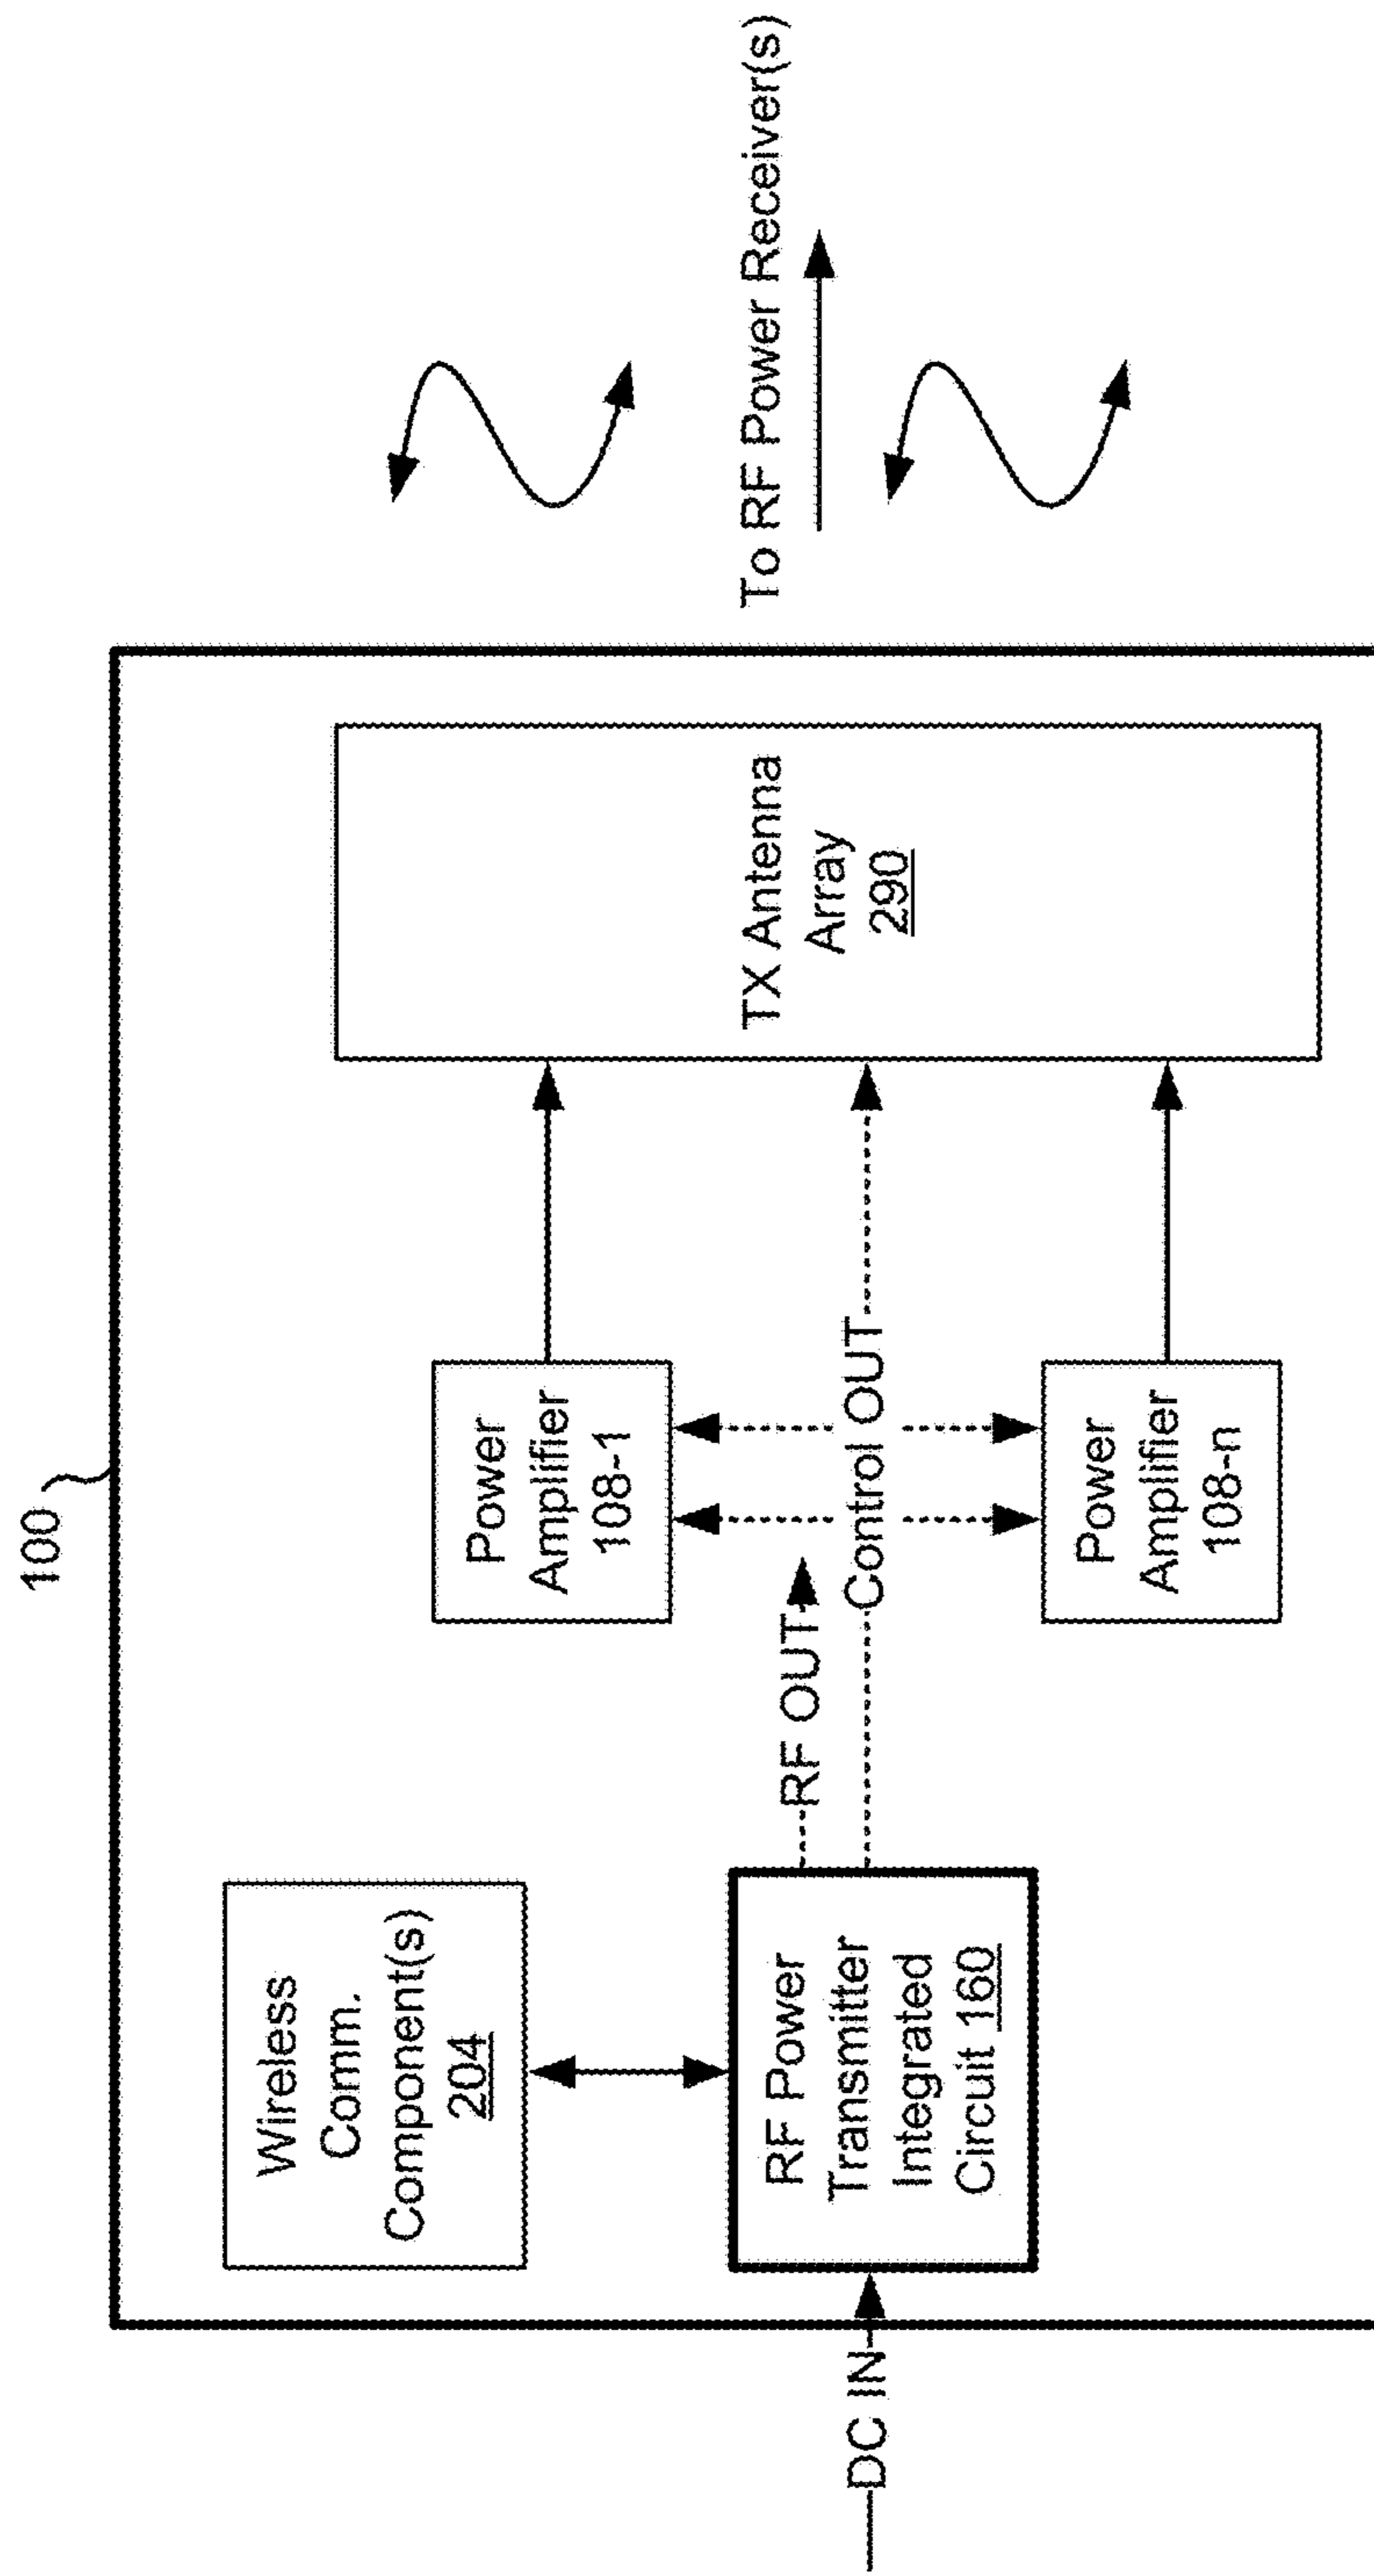 100
Wireless
Comm.
Component(s)
204
DC IN
RF Power
Transmitter
Integrated
Circuit 160
RF OUT
Control OUT
Power
Amplifier
108-1
Power
Amplifier
108-n
TX Antenna
Array
290
To RF Power Receiver(s)